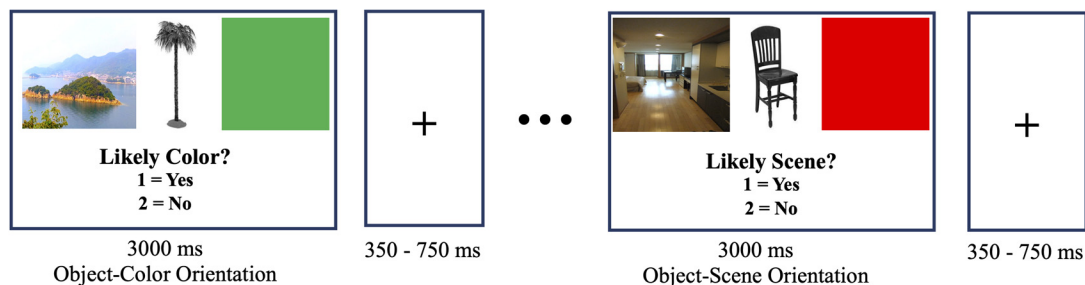 Likely Color?
1 = Yes
2 = No
3000 ms
Object-Color Orientation
+
350 - 750 ms
•••
Likely Scene?
1 = Yes
2 = No
3000 ms
Object-Scene Orientation
+
350 - 750 ms